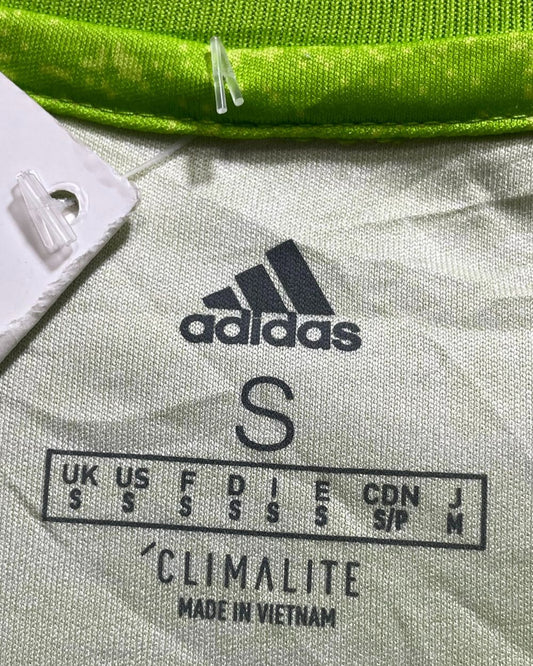 adidas
S
UK US F D I E CDN J
S S S S S S S/P M
'CLIMALITE
MADE IN VIETNAM